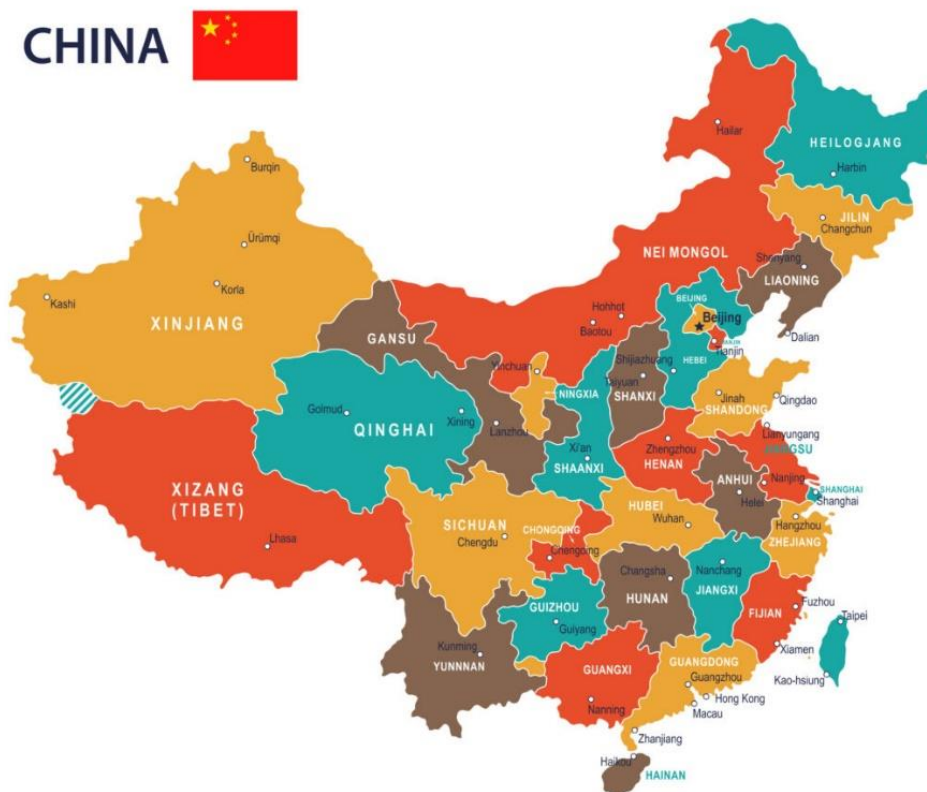 CHINA
Hailar
HEILOGJANG
Burqin
Harbin
JILIN
Changchun
Ürümqi
NEI MONGOL
Shenyang
LIAONING
Korla
Kashi
BEIJING
Beijing
Hohhot
Baotou
XINJIANG
GANSU
Dalian
Tianjin
Shijiazhuang
HEBEI
Yinchuan
Taiyuan
NINGXIA
SHANXI
Jinah
Qingdao
SHANDONG
Golmud
Xining
QINGHAI
Lanzhou
Lianyungang
Xi'an
Zhengzhou
SHAANXI
HENAN
ANHUI
Nanjing
XIZANG
(TIBET)
SHANGHAI
Shanghai
Hefei
HUBEI
Wuhan
Hangzhou
SICHUAN
CHONGQING
Chengdu
ZHEJIANG
Lhasa
Nanchang
Changsha
JIANGXI
HUNAN
GUIZHOU
Guiyang
FIJIAN
Fuzhou
Taipei
Kunming
YUNNNAN
GUANGXI
GUANGDONG
Xiamen
Guangzhou
Kao-hsiung
Hong Kong
Macau
Nanning
Zhanjiang
Haikou
HAINAN